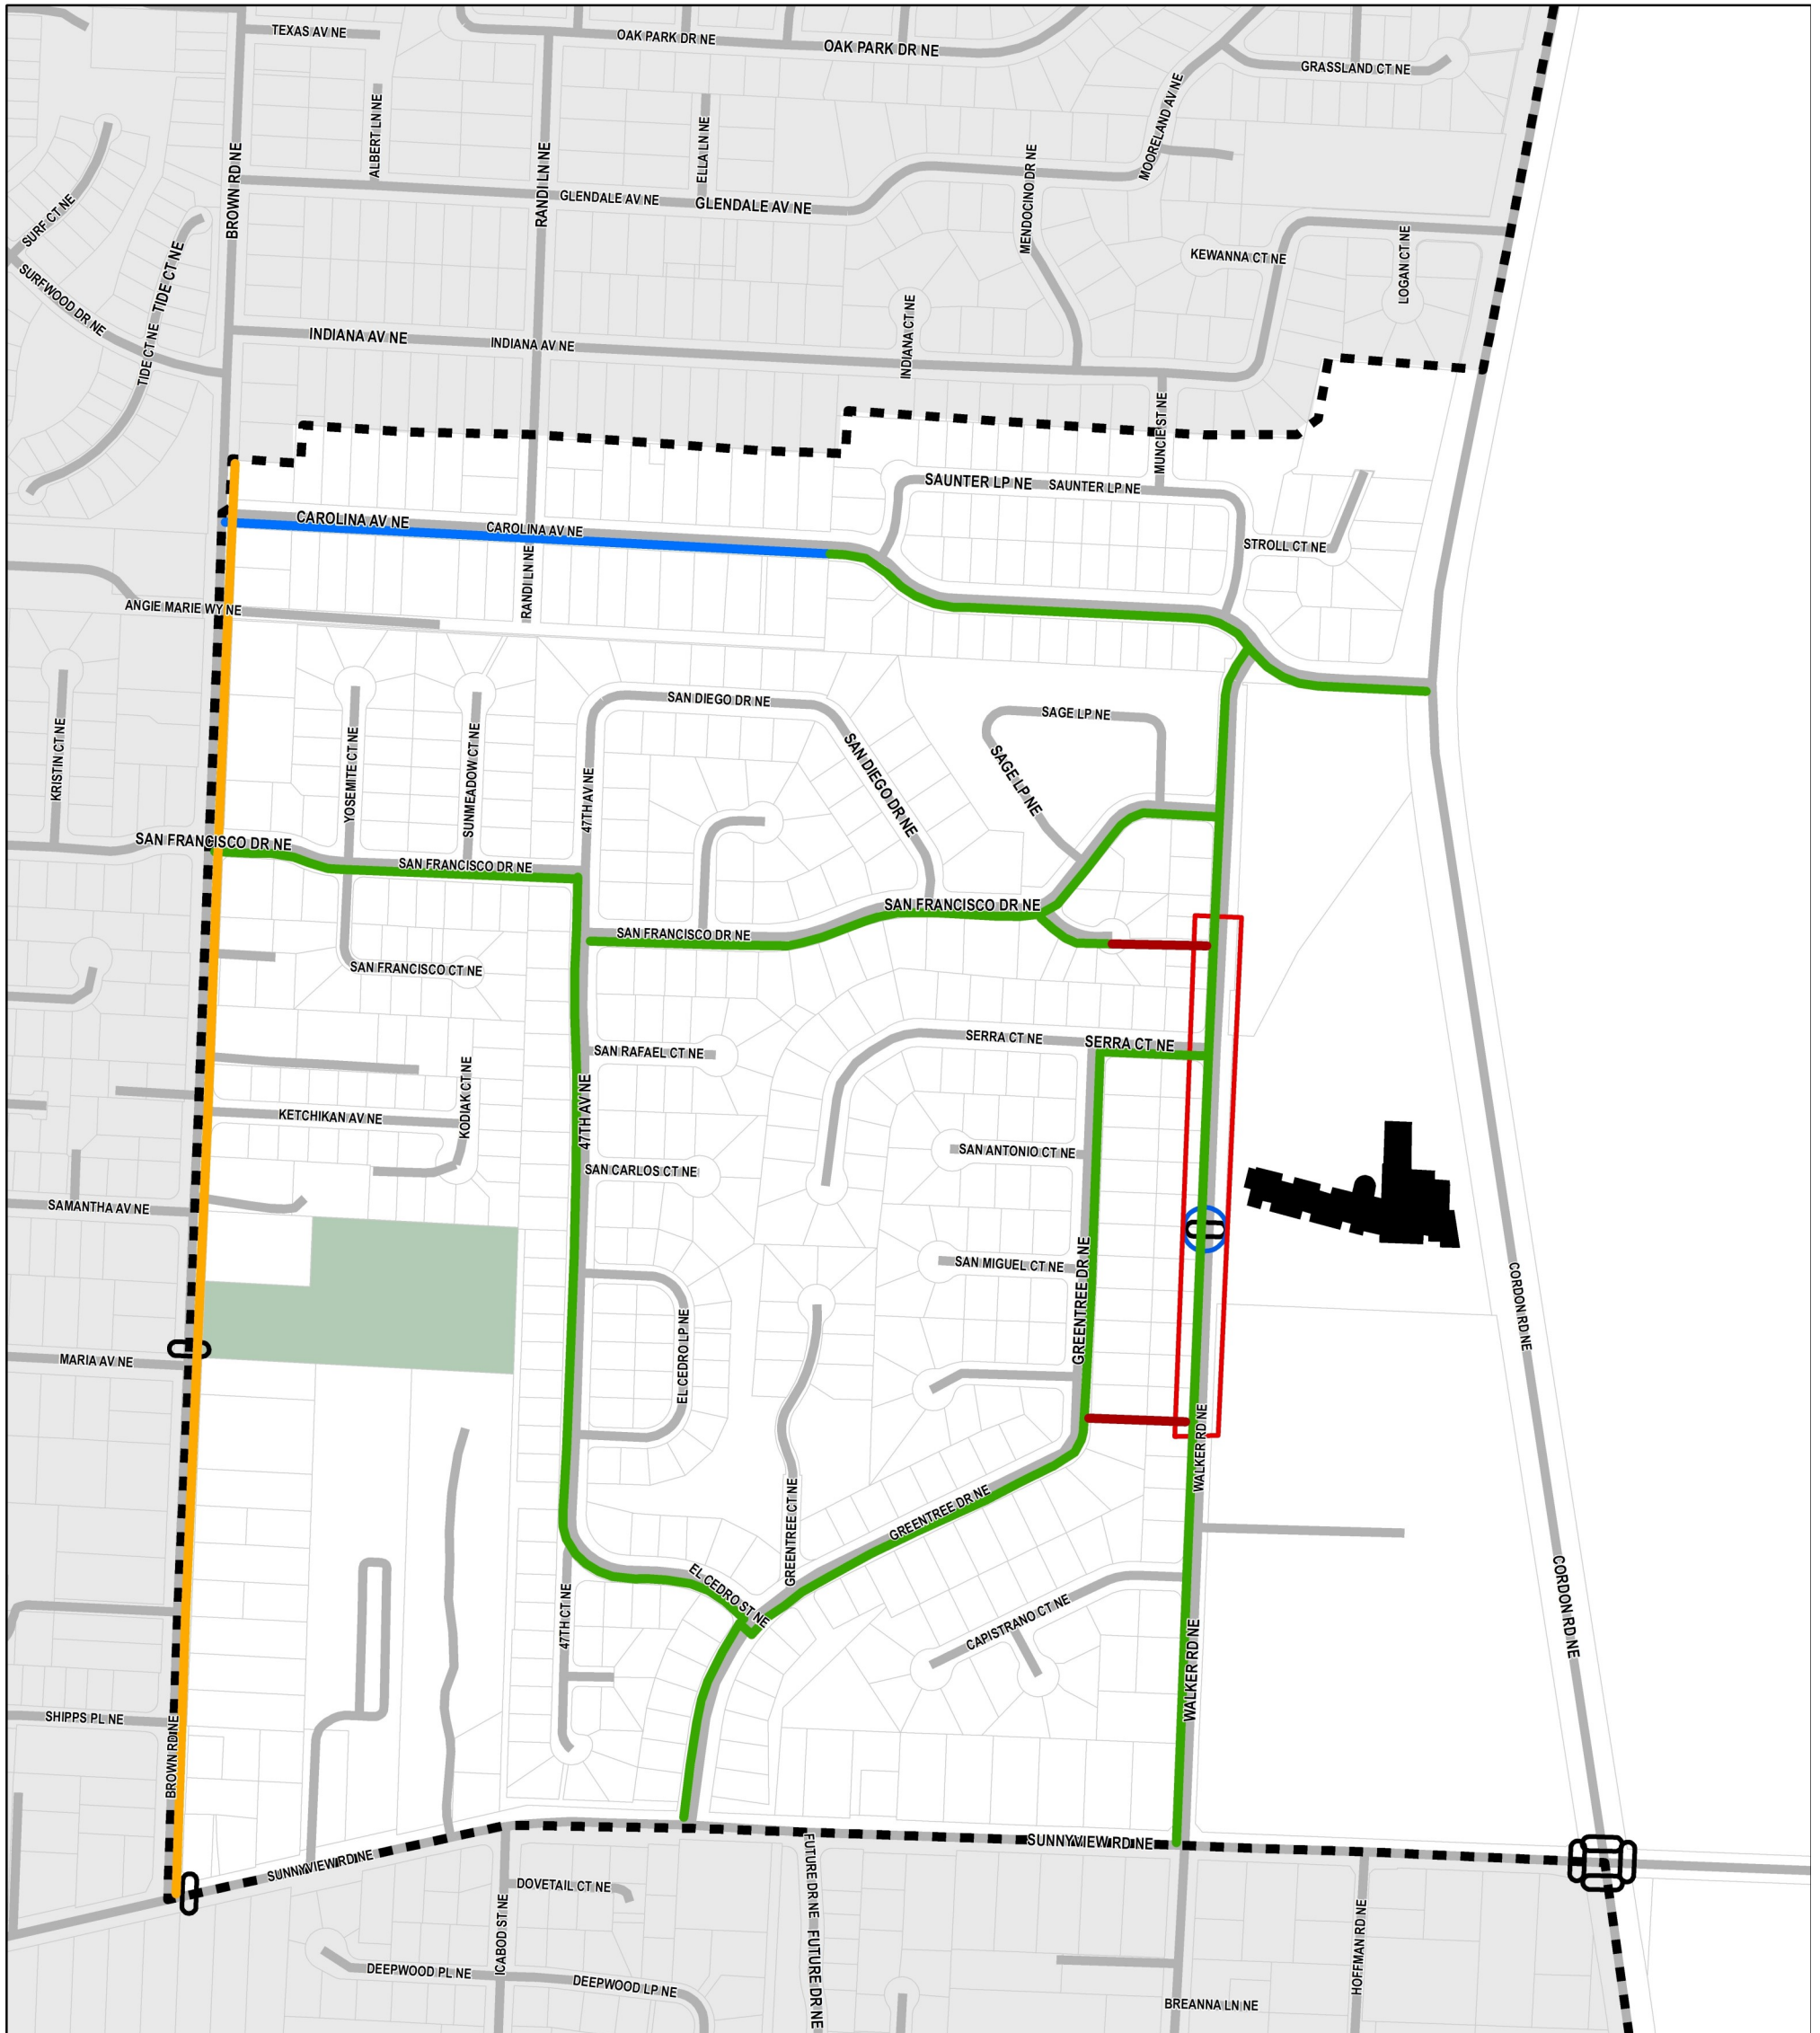 TEXAS AV NE
OAK PARK DR NE
OAK PARK DR NE
GRASSLAND CT NE
ALBERT LN NE
ELLA LN NE
MOORELAND AV NE
BROWN RD NE
RANDI LN NE
GLENDALE AV NE
GLENDALE AV NE
MENDOCINO DR NE
SURF CT NE
TIDE CT NE
KEWANNA CT NE
LOGAN CT NE
SURFWOOD DR NE
TIDE CT NE
INDIANA AV NE
INDIANA AV NE
INDIANA CT NE
MUNCIE ST NE
SAUNTER LP NE
SAUNTER LP NE
CAROLINA AV NE
CAROLINA AV NE
STROLL CT NE
RANDI LN NE
ANGIE MARIE WY NE
SAN DIEGO DR NE
SAGE LP NE
KRISTIN CT NE
YOSEMITE CT NE
SUNMEADOW CT NE
47TH AV NE
SAN DIEGO DR NE
SAGE LP NE
SAN FRANCISCO DR NE
SAN FRANCISCO DR NE
SAN FRANCISCO DR NE
SAN FRANCISCO DR NE
SAN FRANCISCO CT NE
SERRA CT NE
SERRA CT NE
SAN RAFAEL CT NE
KODIAK CT NE
KETCHIKAN AV NE
47TH AV NE
SAN ANTONIO CT NE
SAN CARLOS CT NE
SAMANTHA AV NE
SAN MIGUEL CT NE
GREENTREE DR NE
CORDON RD NE
EL CEDRO LP NE
MARIA AV NE
WALKER RD NE
GREENTREE CT NE
GREENTREE DR NE
EL CEDRO ST NE
47TH CT NE
CAPISTRANO CT NE
CORDON RD NE
WALKER RD NE
SHIPPS PL NE
BROWN RD NE
SUNNYVIEW RD NE
SUNNYVIEW RD NE
DOVETAIL CT NE
ICABOD ST NE
FUTURE DR NE
FUTURE DR NE
HOFFMAN RD NE
DEEPWOOD PL NE
DEEPWOOD LP NE
BREANNA LN NE